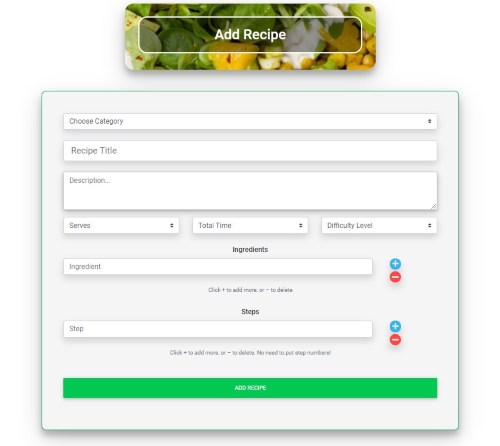 Add Recipe
Choose Category
Recipe Title
Description...
Serves Total Time Difficulty Level
Ingredients
Ingredient
Click + to add more, or − to delete
Steps
Step
Click + to add more, or − to delete. No need to put step numbers!
ADD RECIPE